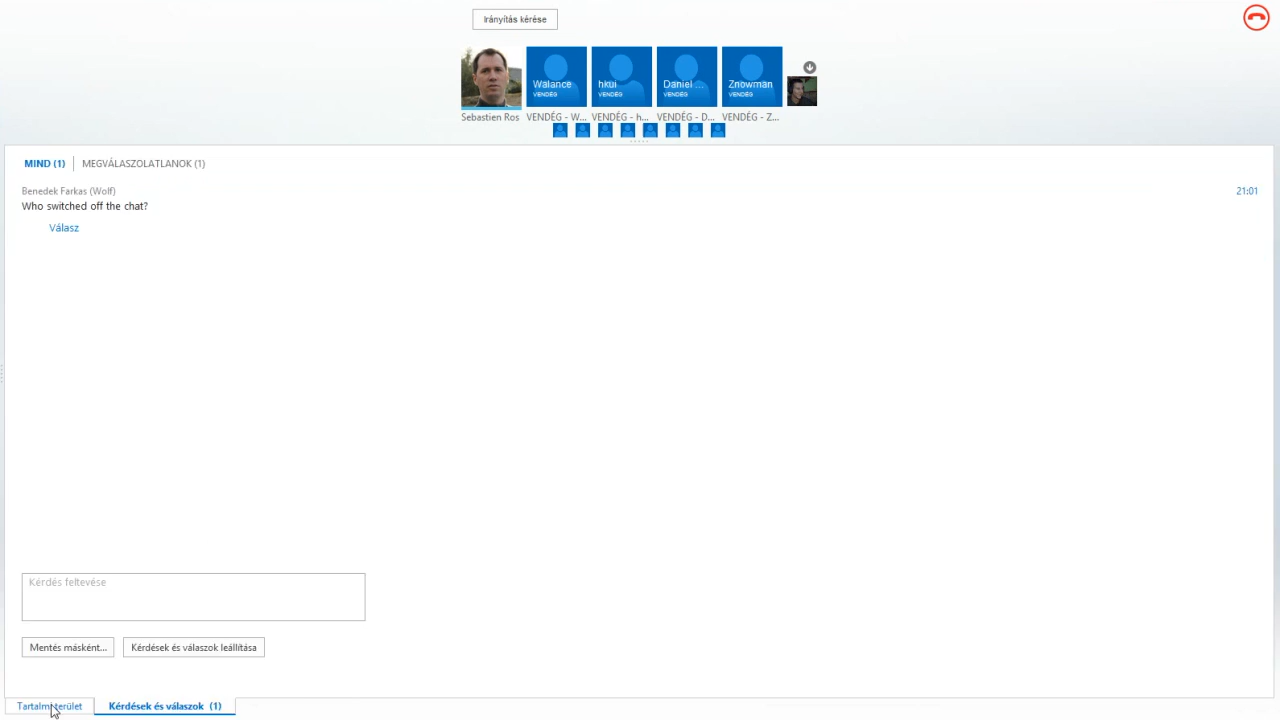 Irányítás kérése
Walance
VENDÉG
hkui
VENDÉG
Daniel ...
VENDÉG
Znowman
VENDÉG
Sebastien Ros
VENDÉG - W...
VENDÉG - h...
VENDÉG - D...
VENDÉG - Z...
MIND (1)
MEGVÁLASZOLATLANOK (1)
Benedek Farkas (Wolf)
21:01
Who switched off the chat?
Válasz
Kérdés feltevése
Mentés másként...
Kérdések és válaszok leállítása
Tartalmi terület
Kérdések és válaszok (1)